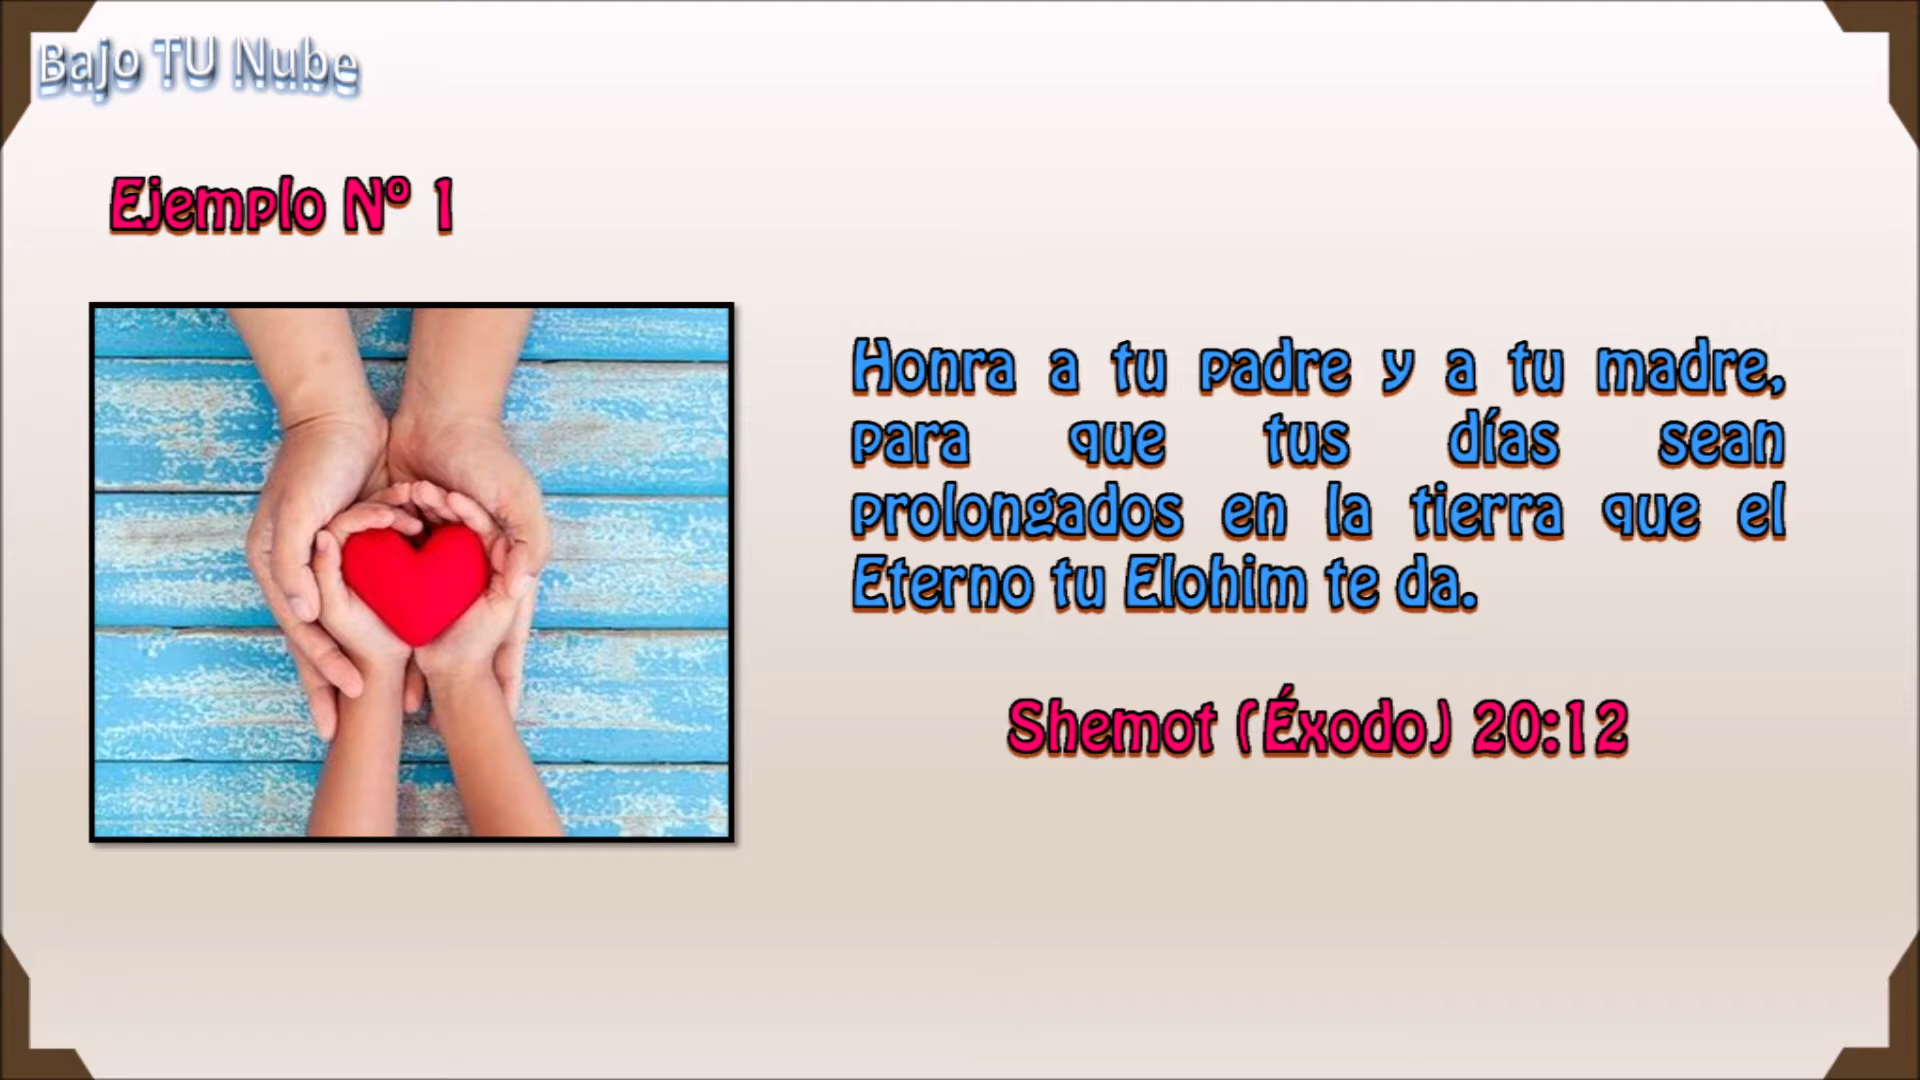 Bajo TU Nube
Ejemplo Nº 1
Honra a tu padre y a tu madre,
para que tus días sean
prolongados en la tierra que el
Eterno tu Elohim te da.
Shemot (Éxodo) 20:12